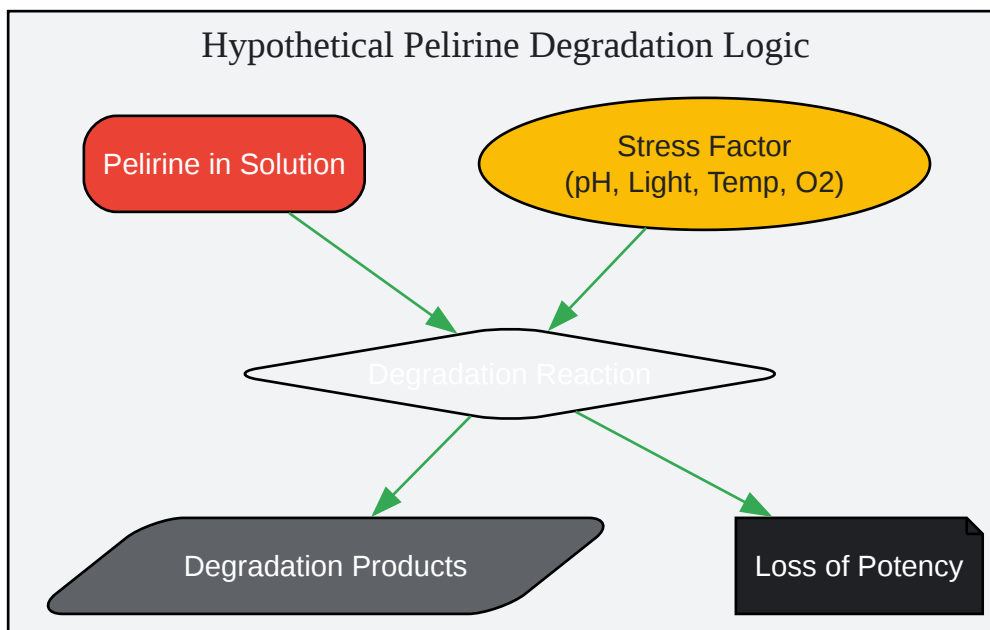 Hypothetical Pelirine Degradation Logic
Pelirine in Solution
Stress Factor
(pH, Light, Temp, O2)
Degradation Reaction
Degradation Products
Loss of Potency